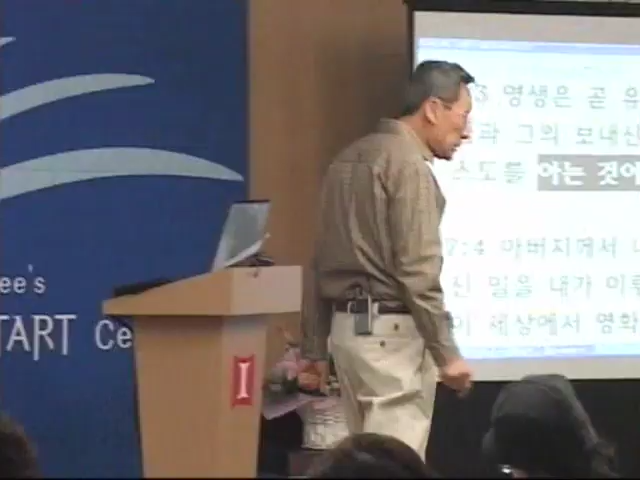 ee's
TART Ce
I
3 영생은 곧 유
과 그의 보내신
스도를 아는 것이
7:4 아버지께서 나
신 일을 내가 이루
이 세상에서 영화